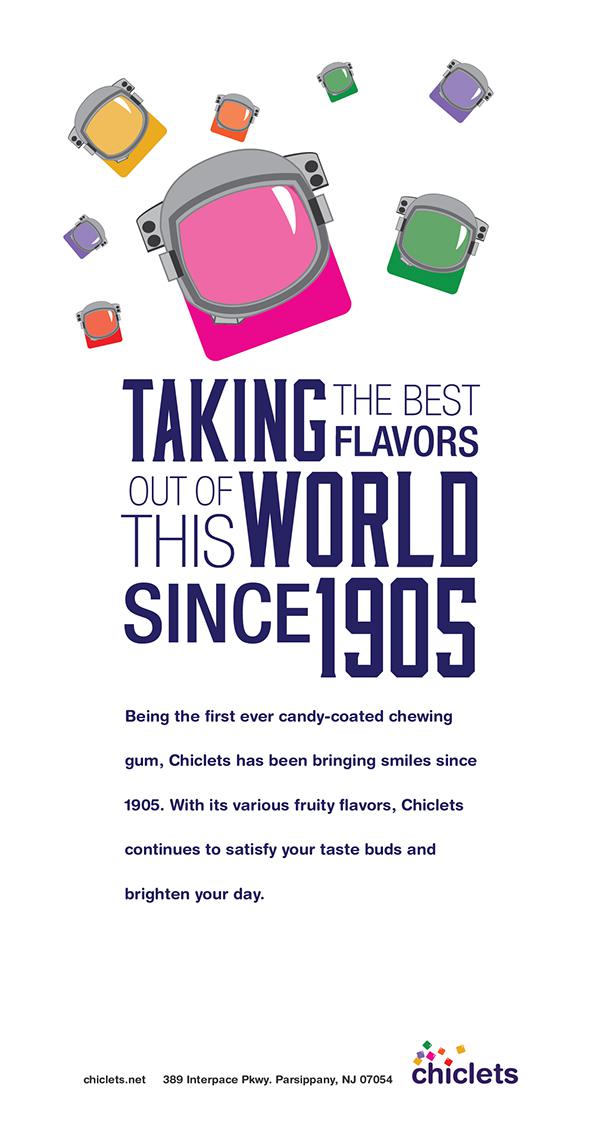 TAKING THE BEST
FLAVORS
OUT OF
THIS WORLD
SINCE 1905
Being the first ever candy-coated chewing
gum, Chiclets has been bringing smiles since
1905. With its various fruity flavors, Chiclets
continues to satisfy your taste buds and
brighten your day.
chiclets.net 389 Interpace Pkwy. Parsippany, NJ 07054 chiclets